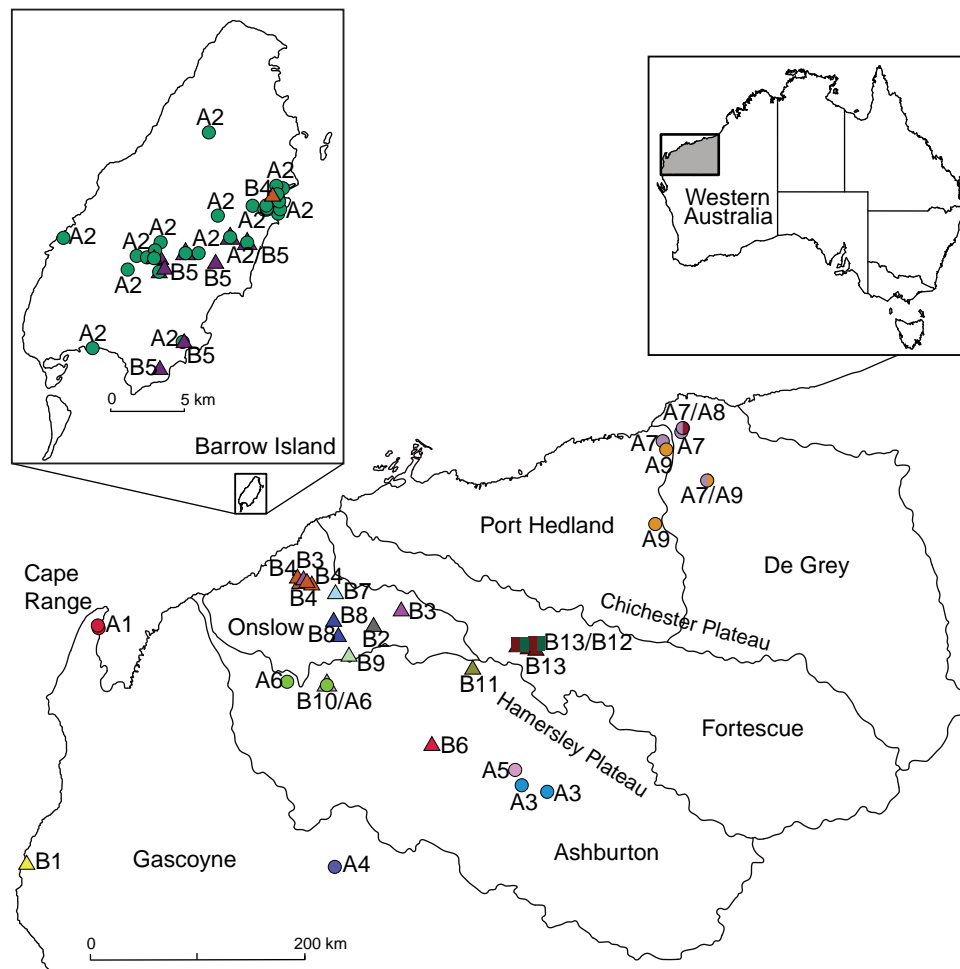 A2
A2
B4
A2
A2
A2
A2
A2
A2
A2/B5
B5
B5
A2
A2
A2
B5
B5
0 5 km
Barrow Island
Western
Australia
A7/A8
A7
A7
A9
A7/A9
Port Hedland
A9
De Grey
Cape
Range
B3
B4
B4
B4
B7
A1
Onslow
B8
B3
B8
B2
Chichester Plateau
B13/B12
B13
B9
B11
A6
B10/A6
Hamersley Plateau
Fortescue
B6
A5
A3
A3
B1
Gascoyne
A4
Ashburton
0 200 km